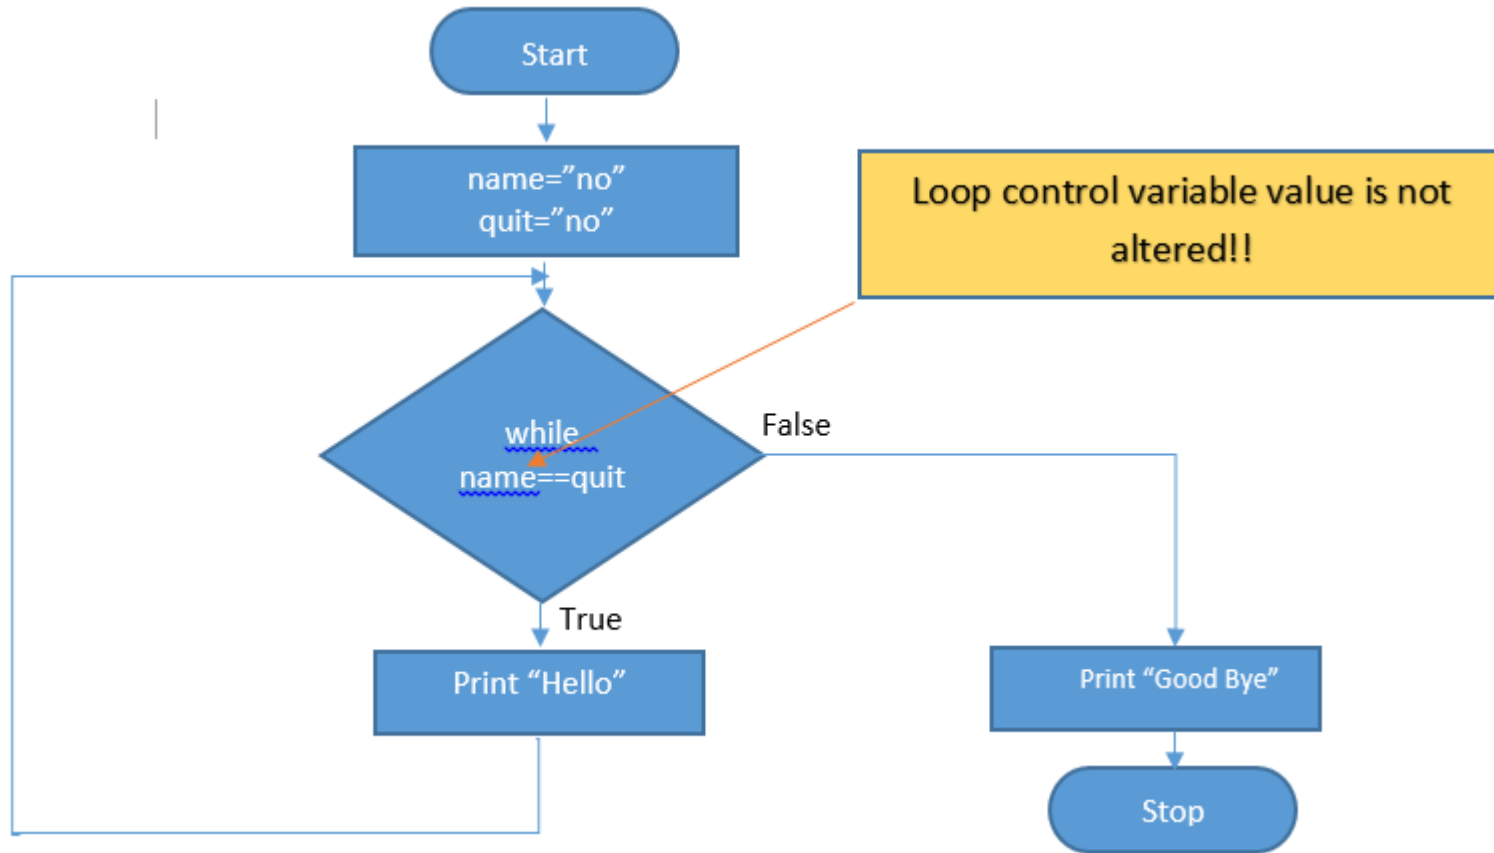 Start
name=”no”
quit=”no”
Loop control variable value is not
altered!!
while
name==quit
False
True
Print “Hello”
Print “Good Bye”
Stop